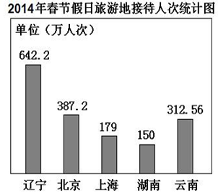 2014年春节假日旅游地接待人次统计图
单位(万人次)
642.2
387.2
179
150
312.56
辽宁 北京 上海 湖南 云南